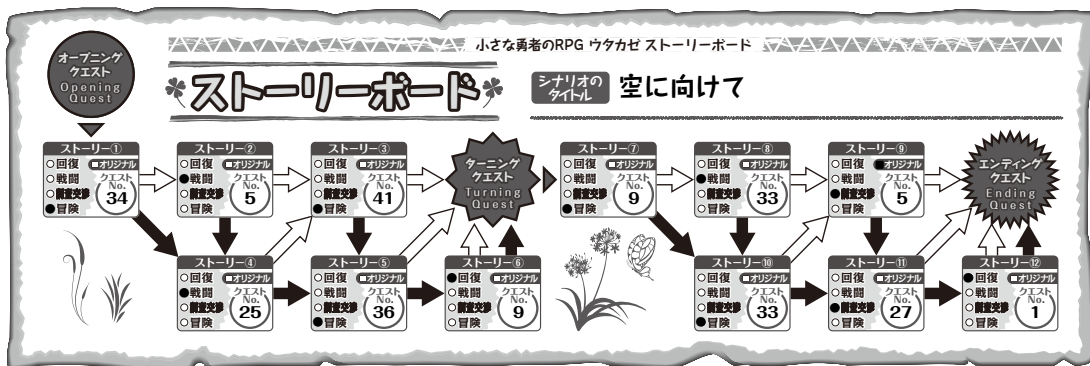 小さな勇者のRPG ウタカゼ ストーリーボード
オープニング
クエスト
Opening
Quest
ストーリーボード
シナリオの
タイトル
空に向けて
ストーリー①
○回復
オリジナル
○戦闘
○調査交渉
●冒険
クエスト
No.
34
ストーリー②
○回復
オリジナル
●戦闘
○調査交渉
○冒険
クエスト
No.
5
ストーリー③
○回復
オリジナル
○戦闘
○調査交渉
●冒険
クエスト
No.
41
ターニング
クエスト
Turning
Quest
ストーリー⑦
○回復
オリジナル
○戦闘
○調査交渉
●冒険
クエスト
No.
9
ストーリー⑧
○回復
オリジナル
●戦闘
○調査交渉
○冒険
クエスト
No.
33
ストーリー⑨
○回復
オリジナル
○戦闘
●調査交渉
○冒険
クエスト
No.
5
エンディング
クエスト
Ending
Quest
ストーリー④
○回復
オリジナル
●戦闘
○調査交渉
○冒険
クエスト
No.
25
ストーリー⑤
○回復
オリジナル
○戦闘
○調査交渉
●冒険
クエスト
No.
36
ストーリー⑥
●回復
オリジナル
○戦闘
○調査交渉
○冒険
クエスト
No.
9
ストーリー⑩
○回復
オリジナル
○戦闘
○調査交渉
●冒険
クエスト
No.
33
ストーリー⑪
○回復
オリジナル
○戦闘
●調査交渉
○冒険
クエスト
No.
27
ストーリー⑫
●回復
オリジナル
○戦闘
○調査交渉
○冒険
クエスト
No.
1